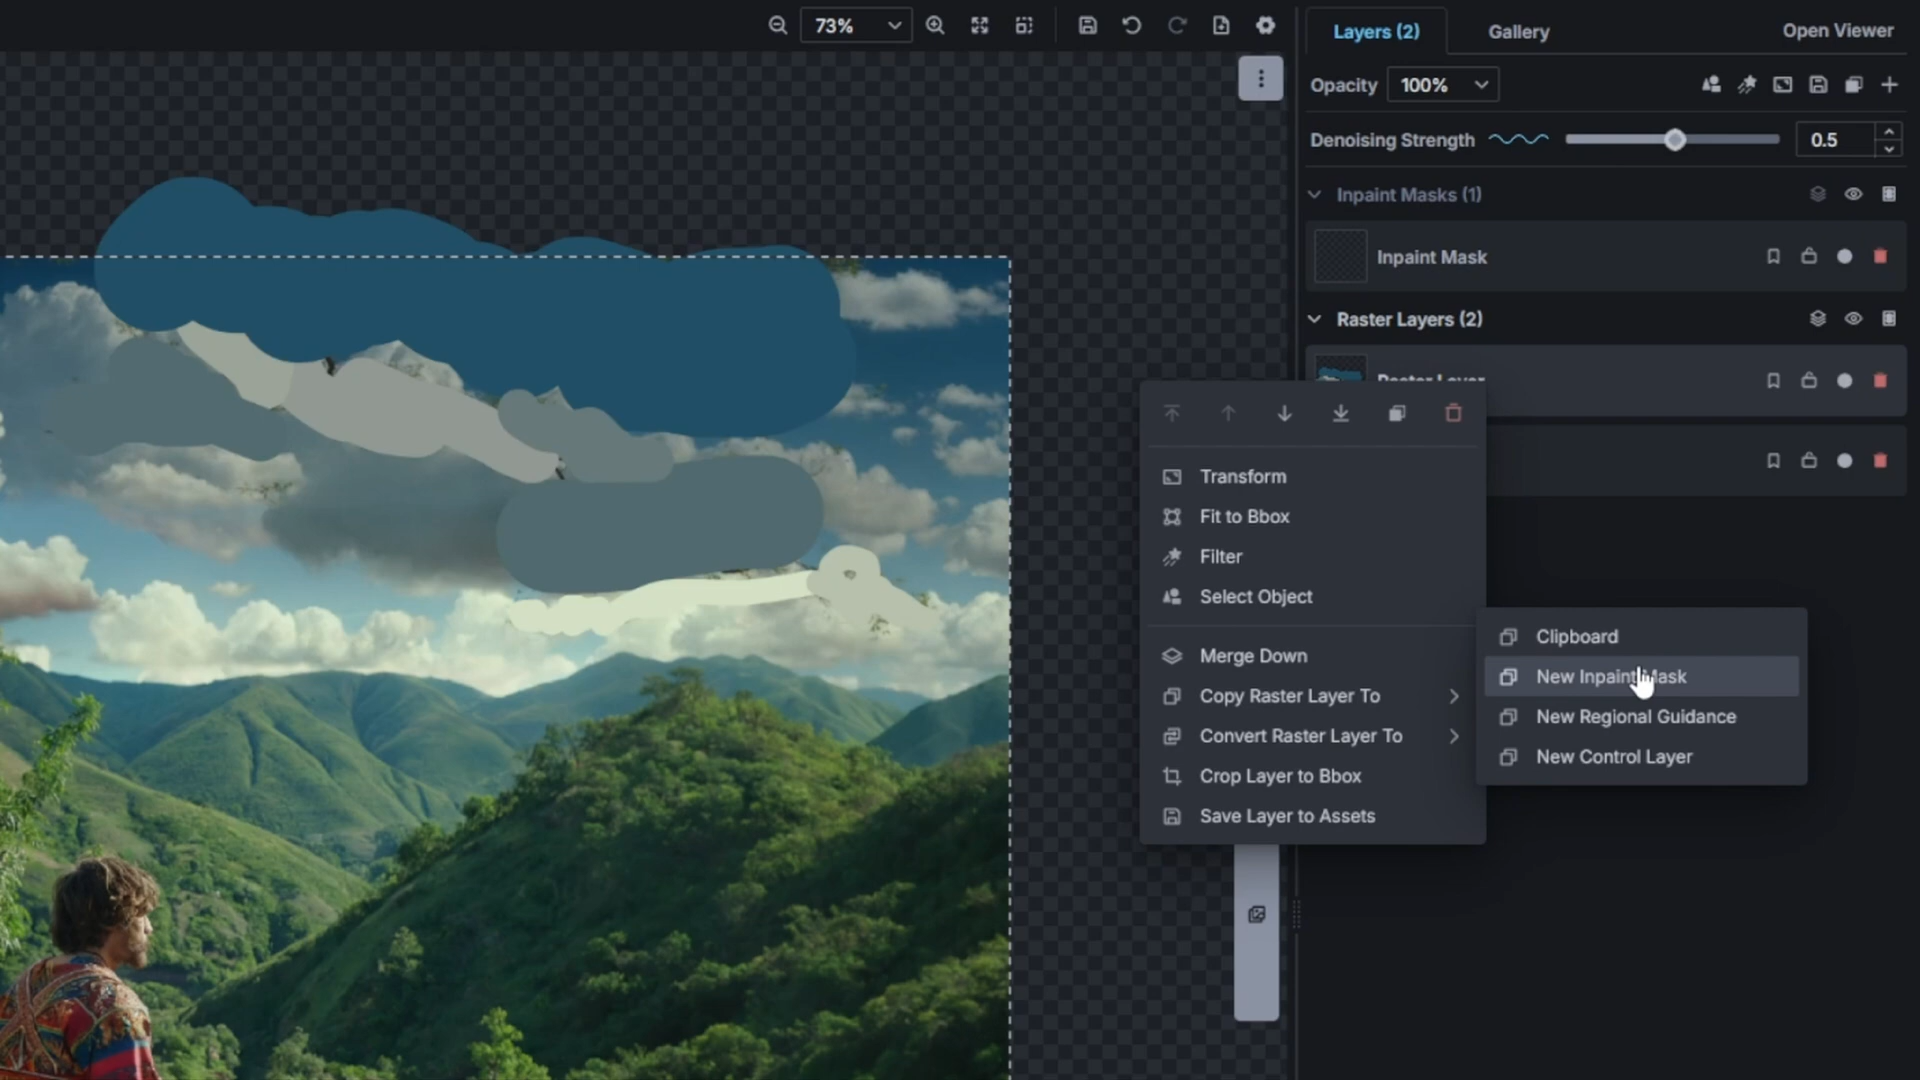 73%
Layers (2)
Gallery
Open Viewer
Opacity
100%
Denoising Strength
0.5
Inpaint Masks (1)
Inpaint Mask
Raster Layers (2)
Raster Layer
Transform
Fit to Bbox
Filter
Select Object
Merge Down
Copy Raster Layer To
Convert Raster Layer To
Crop Layer to Bbox
Save Layer to Assets
Clipboard
New Inpaint Mask
New Regional Guidance
New Control Layer